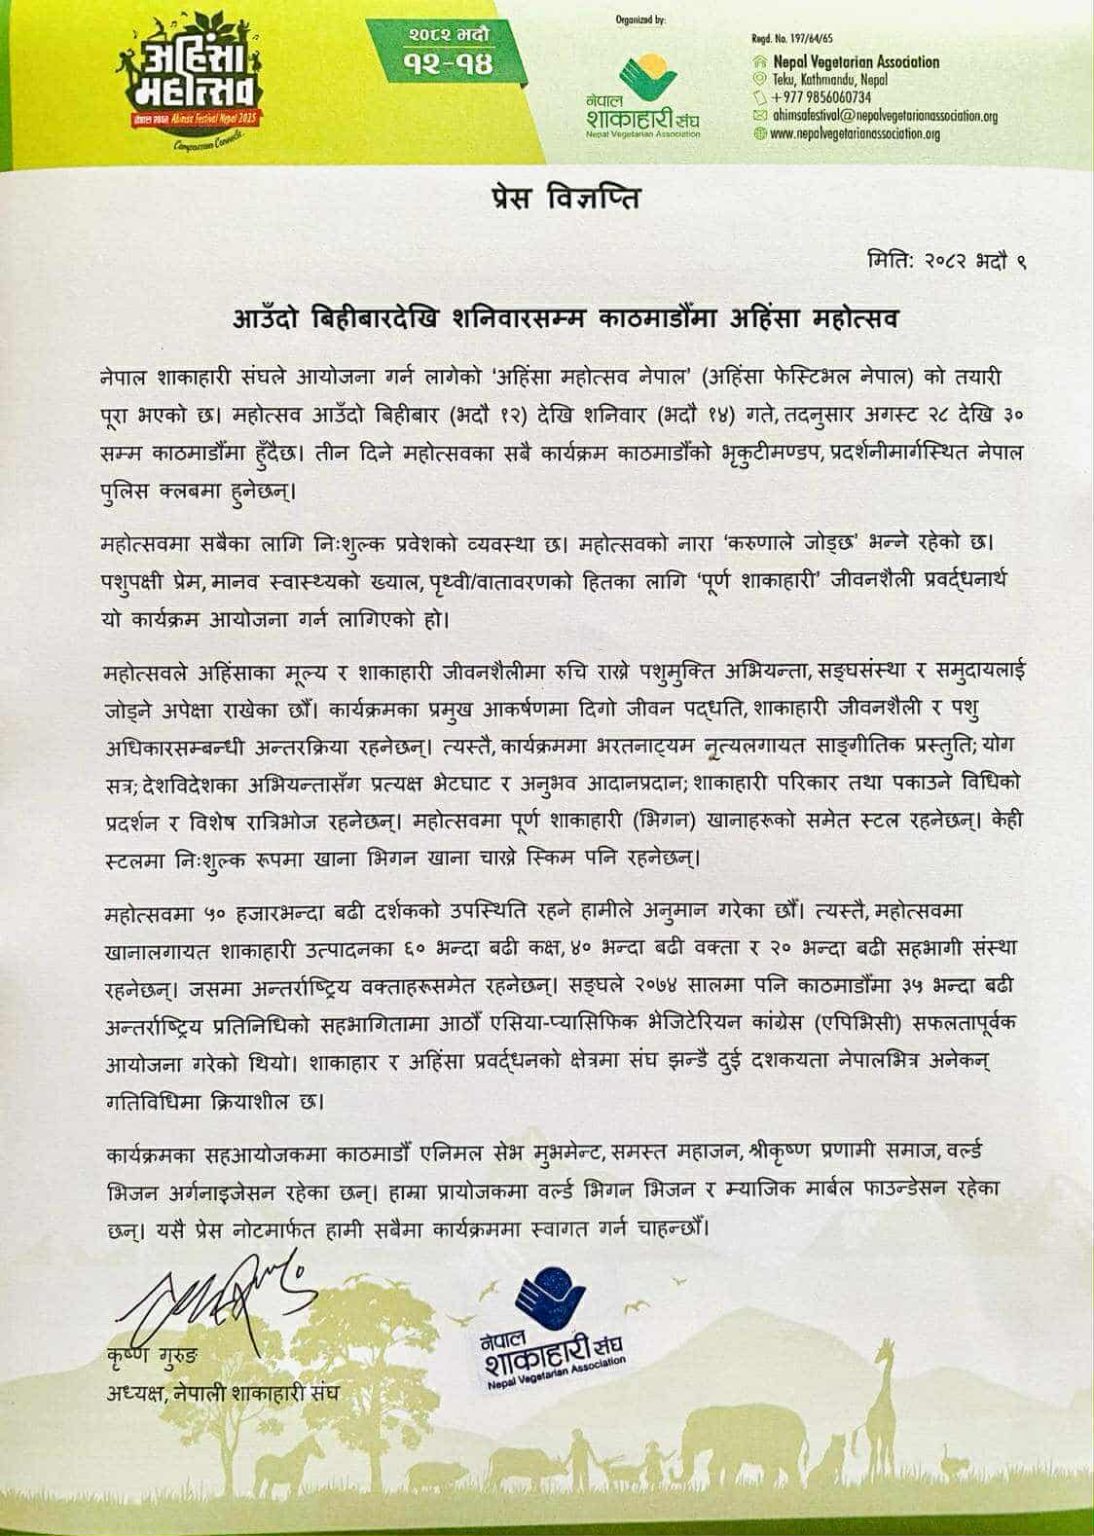 अहिंसा
महोत्सव
नेपाल २०८२ Ahimsa Festival Nepal 2025
Compassion Connects
२०८२ भदौ
१२-१४
Organized by:
नेपाल
शाकाहारी संघ
Nepal Vegetarian Association
Regd. No. 197/64/65
Nepal Vegetarian Association
Teku, Kathmandu, Nepal
+977 9856060734
ahimsafestival@nepalvegetarianassociation.org
www.nepalvegetarianassociation.org
प्रेस विज्ञप्ति
मिति: २०८२ भदौ ९
आउँदो बिहीबारदेखि शनिवारसम्म काठमाडौंमा अहिंसा महोत्सव
नेपाल शाकाहारी संघले आयोजना गर्न लागेको 'अहिंसा महोत्सव नेपाल' (अहिंसा फेस्टिभल नेपाल) को तयारी
पूरा भएको छ। महोत्सव आउँदो बिहीबार (भदौ १२) देखि शनिवार (भदौ १४) गते, तदनुसार अगस्ट २८ देखि ३०
सम्म काठमाडौंमा हुँदैछ। तीन दिने महोत्सवका सबै कार्यक्रम काठमाडौंको भृकुटीमण्डप, प्रदर्शनीमार्गस्थित नेपाल
पुलिस क्लबमा हुनेछन्।
महोत्सवमा सबैका लागि निःशुल्क प्रवेशको व्यवस्था छ। महोत्सवको नारा 'करुणाले जोड्छ' भन्ने रहेको छ।
पशुपक्षी प्रेम, मानव स्वास्थ्यको ख्याल, पृथ्वी/वातावरणको हितका लागि 'पूर्ण शाकाहारी' जीवनशैली प्रवर्द्धनार्थ
यो कार्यक्रम आयोजना गर्न लागिएको हो।
महोत्सवले अहिंसाका मूल्य र शाकाहारी जीवनशैलीमा रुचि राख्ने पशुमुक्ति अभियन्ता, सङ्घसंस्था र समुदायलाई
जोड्ने अपेक्षा राखेका छौँ। कार्यक्रमका प्रमुख आकर्षणमा दिगो जीवन पद्धति, शाकाहारी जीवनशैली र पशु
अधिकारसम्बन्धी अन्तरक्रिया रहनेछन्। त्यस्तै, कार्यक्रममा भरतनाट्यम नृत्यलगायत साङ्गीतिक प्रस्तुति; योग
सत्र; देशविदेशका अभियन्तासँग प्रत्यक्ष भेटघाट र अनुभव आदानप्रदान; शाकाहारी परिकार तथा पकाउने विधिको
प्रदर्शन र विशेष रात्रिभोज रहनेछन्। महोत्सवमा पूर्ण शाकाहारी (भिगन) खानाहरूको समेत स्टल रहनेछन्। केही
स्टलमा निःशुल्क रूपमा खाना भिगन खाना चाख्ने स्किम पनि रहनेछन्।
महोत्सवमा ५० हजारभन्दा बढी दर्शकको उपस्थिति रहने हामीले अनुमान गरेका छौँ। त्यस्तै, महोत्सवमा
खानालगायत शाकाहारी उत्पादनका ६० भन्दा बढी कक्ष, ४० भन्दा बढी वक्ता र २० भन्दा बढी सहभागी संस्था
रहनेछन्। जसमा अन्तर्राष्ट्रिय वक्ताहरूसमेत रहनेछन्। सङ्घले २०७४ सालमा पनि काठमाडौंमा ३५ भन्दा बढी
अन्तर्राष्ट्रिय प्रतिनिधिको सहभागितामा आठौँ एसिया-प्यासिफिक भेजिटेरियन कांग्रेस (एपिभिसी) सफलतापूर्वक
आयोजना गरेको थियो। शाकाहार र अहिंसा प्रवर्द्धनको क्षेत्रमा संघ झन्डै दुई दशकयता नेपालभित्र अनेकन्
गतिविधिमा क्रियाशील छ।
कार्यक्रमका सहआयोजकमा काठमाडौँ एनिमल सेभ मुभमेन्ट, समस्त महाजन, श्रीकृष्ण प्रणामी समाज, वर्ल्ड
भिजन अर्गनाइजेसन रहेका छन्। हाम्रा प्रायोजकमा वर्ल्ड भिगन भिजन र म्याजिक मार्बल फाउन्डेसन रहेका
छन्। यसै प्रेस नोटमार्फत हामी सबैमा कार्यक्रममा स्वागत गर्न चाहन्छौँ।
कृष्ण गुरुङ
अध्यक्ष, नेपाली शाकाहारी संघ
नेपाल
शाकाहारी संघ
Nepal Vegetarian Association